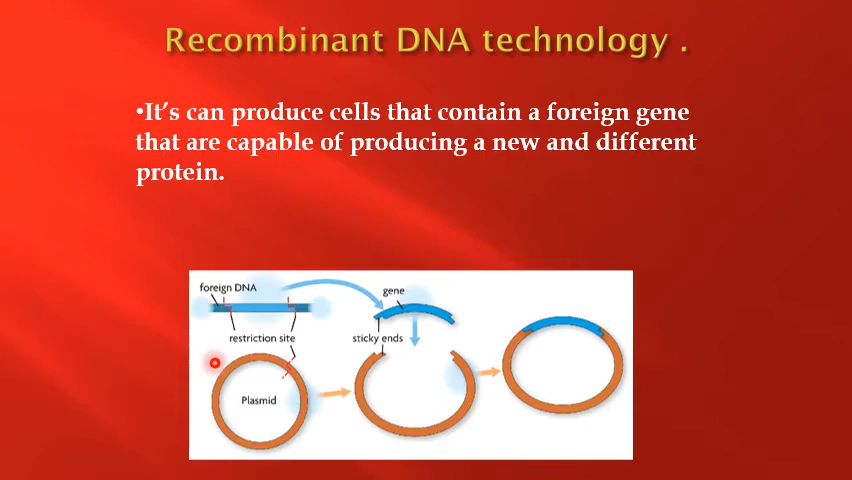 Recombinant DNA technology .
•It’s can produce cells that contain a foreign gene
that are capable of producing a new and different
protein.
foreign DNA
gene
restriction site
sticky ends
Plasmid